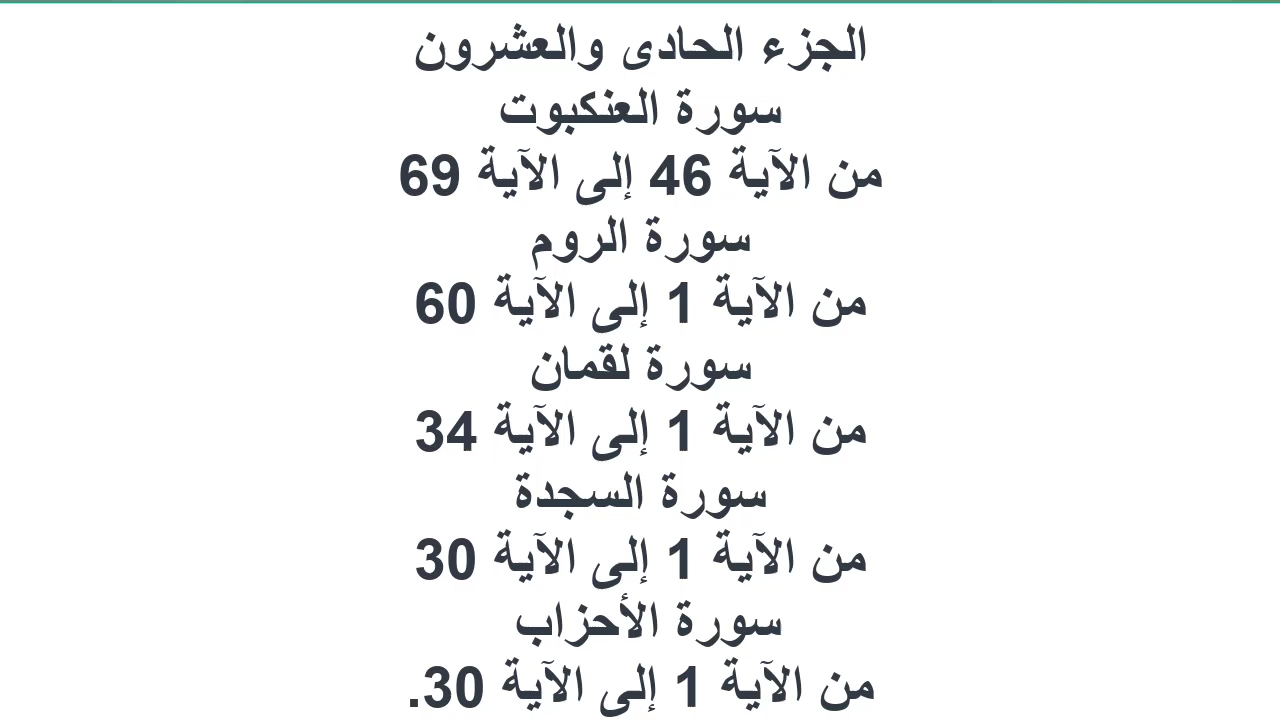 الجزء الحادى والعشرون
سورة العنكبوت
من الآية 46 إلى الآية 69
سورة الروم
من الآية 1 إلى الآية 60
سورة لقمان
من الآية 1 إلى الآية 34
سورة السجدة
من الآية 1 إلى الآية 30
سورة الأحزاب
من الآية 1 إلى الآية 30.